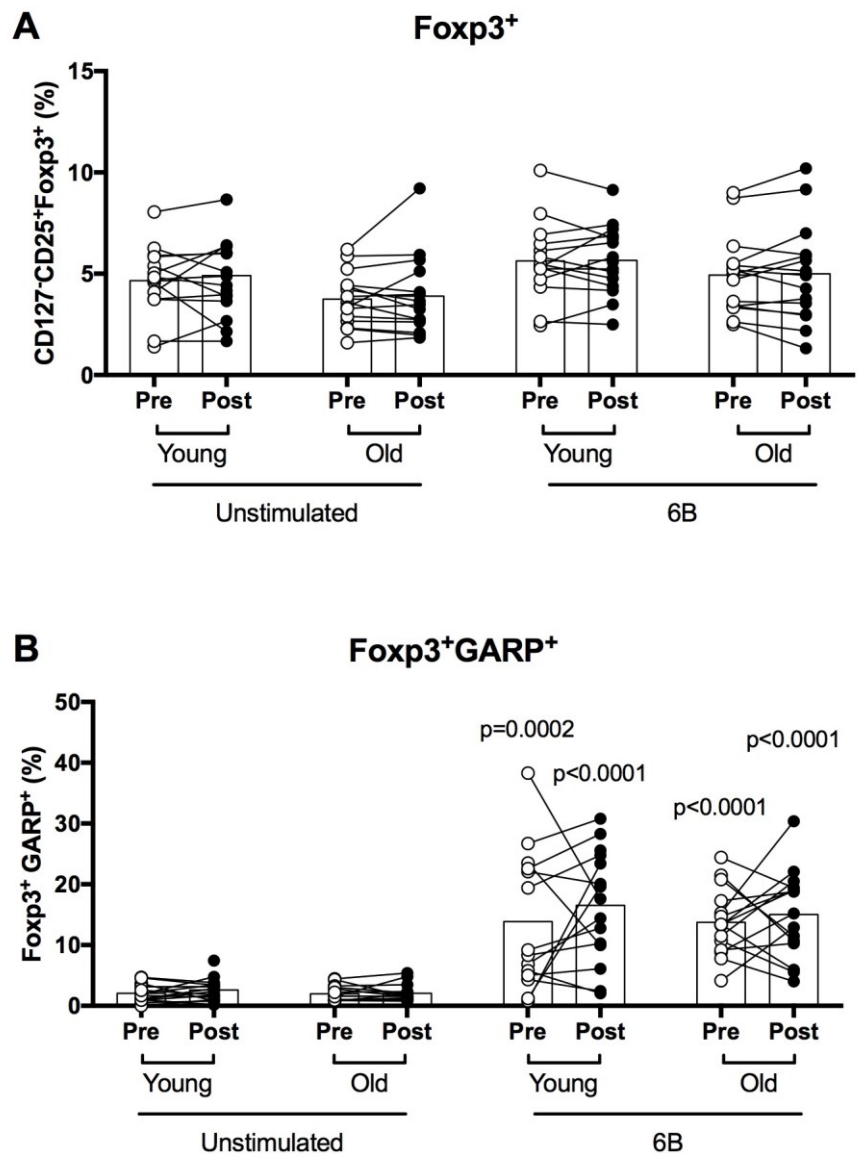 A
Foxp3⁺
CD127⁻CD25⁺Foxp3⁺ (%)
15
10
5
0
Pre Post Pre Post Pre Post Pre Post
Young Old Young Old
Unstimulated 6B
B
Foxp3⁺GARP⁺
Foxp3⁺ GARP⁺ (%)
50
40
30
20
10
0
p=0.0002
p<0.0001
p<0.0001
p<0.0001
Pre Post Pre Post Pre Post Pre Post
Young Old Young Old
Unstimulated 6B